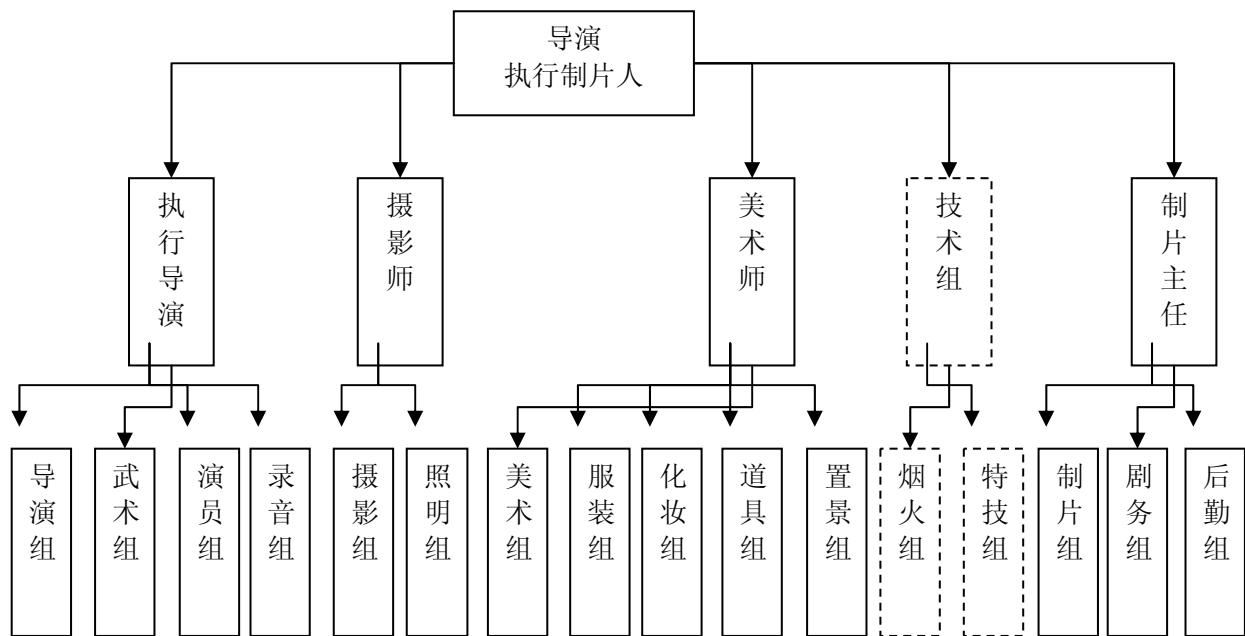 导演
执行制片人
执行导演
摄影师
美术师
技术组
制片主任
导演组
武术组
演员组
录音组
摄影组
照明组
美术组
服装组
化妆组
道具组
置景组
烟火组
特技组
制片组
剧务组
后勤组